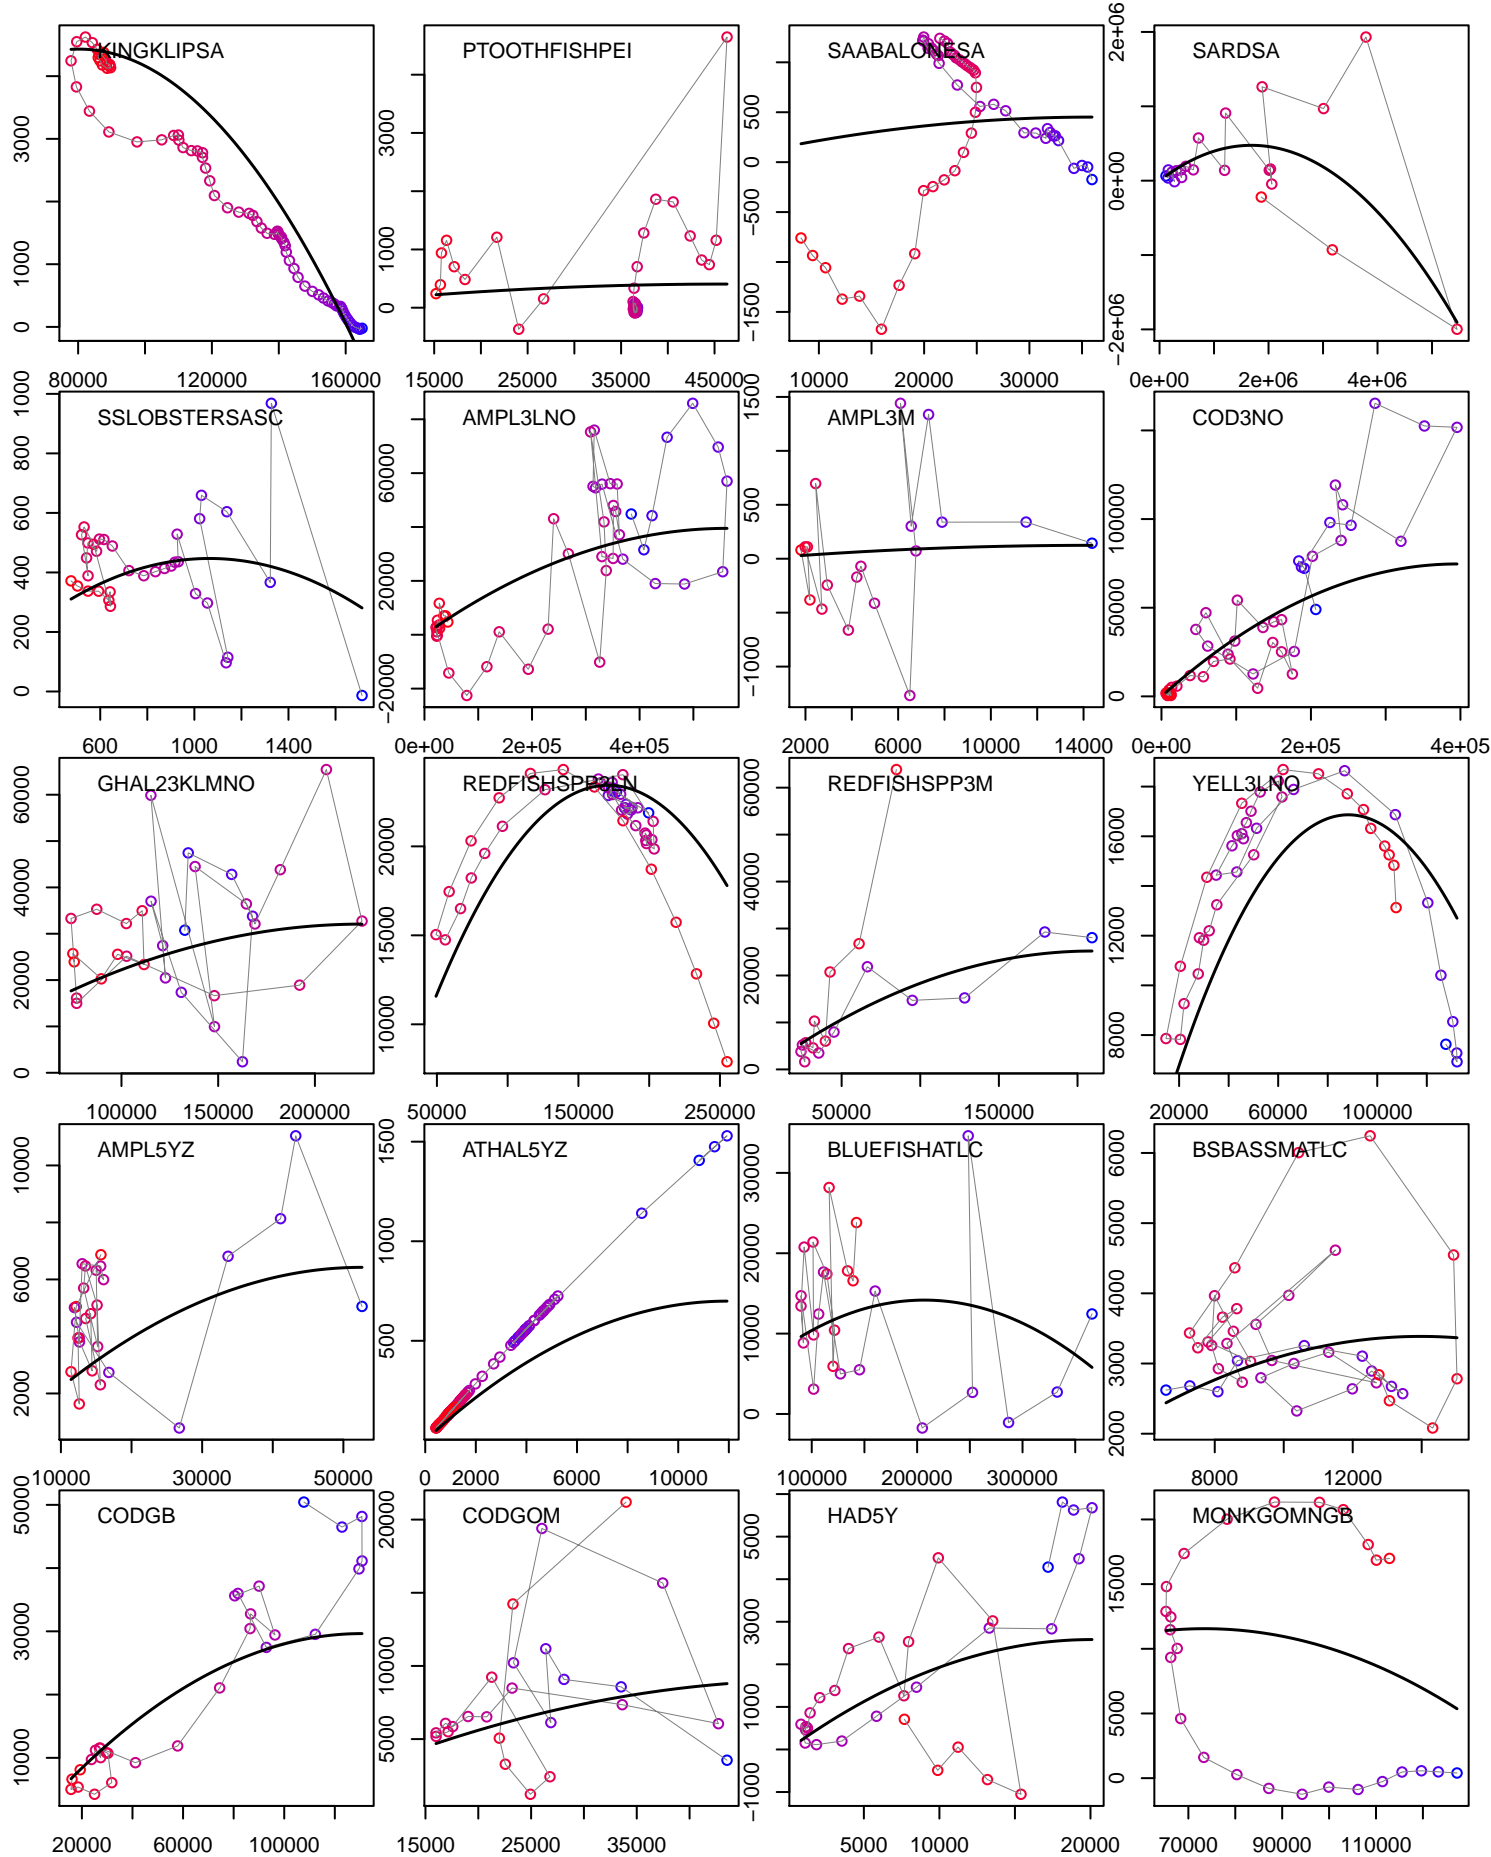 KINGKLIPSA
0 1000 3000
80000 120000 160000
PTOOTHFISHPEI
0 1000 3000
15000 25000 35000 450000
SAABALONESA
−1500 −500 0 500
10000 20000 30000
SARDSA
−2e+06 0e+00 2e+06
0e+00 2e+06 4e+06
SSLOBSTERSASC
0 200 400 600 800 1000
600 1000 1400
AMPL3LNO
−20000 20000 60000
0e+00 2e+05 4e+05
AMPL3M
−1000 0 500 1500
2000 6000 10000 14000
COD3NO
0 50000 100000
0e+00 2e+05 4e+05
GHAL23KLMNO
0 20000 40000 60000
100000 150000 200000
REDFISHSPP3LN
10000 15000 20000
50000 150000 250000
REDFISHSPP3M
0 20000 40000 60000
50000 150000
YELL3LNO
8000 12000 16000
20000 60000 100000
AMPL5YZ
2000 6000 10000
10000 30000 50000
ATHAL5YZ
500 1000 1500
0 2000 6000 10000
BLUEFISHATLC
0 10000 20000 30000
100000 200000 300000
BSBASSMATLC
2000 3000 4000 5000 6000
8000 12000
CODGB
10000 30000 50000
20000 60000 100000
CODGOM
5000 10000 20000
15000 25000 35000
HAD5Y
−1000 1000 3000 5000
5000 10000 20000
MONKGOMNGB
0 5000 15000
70000 90000 110000